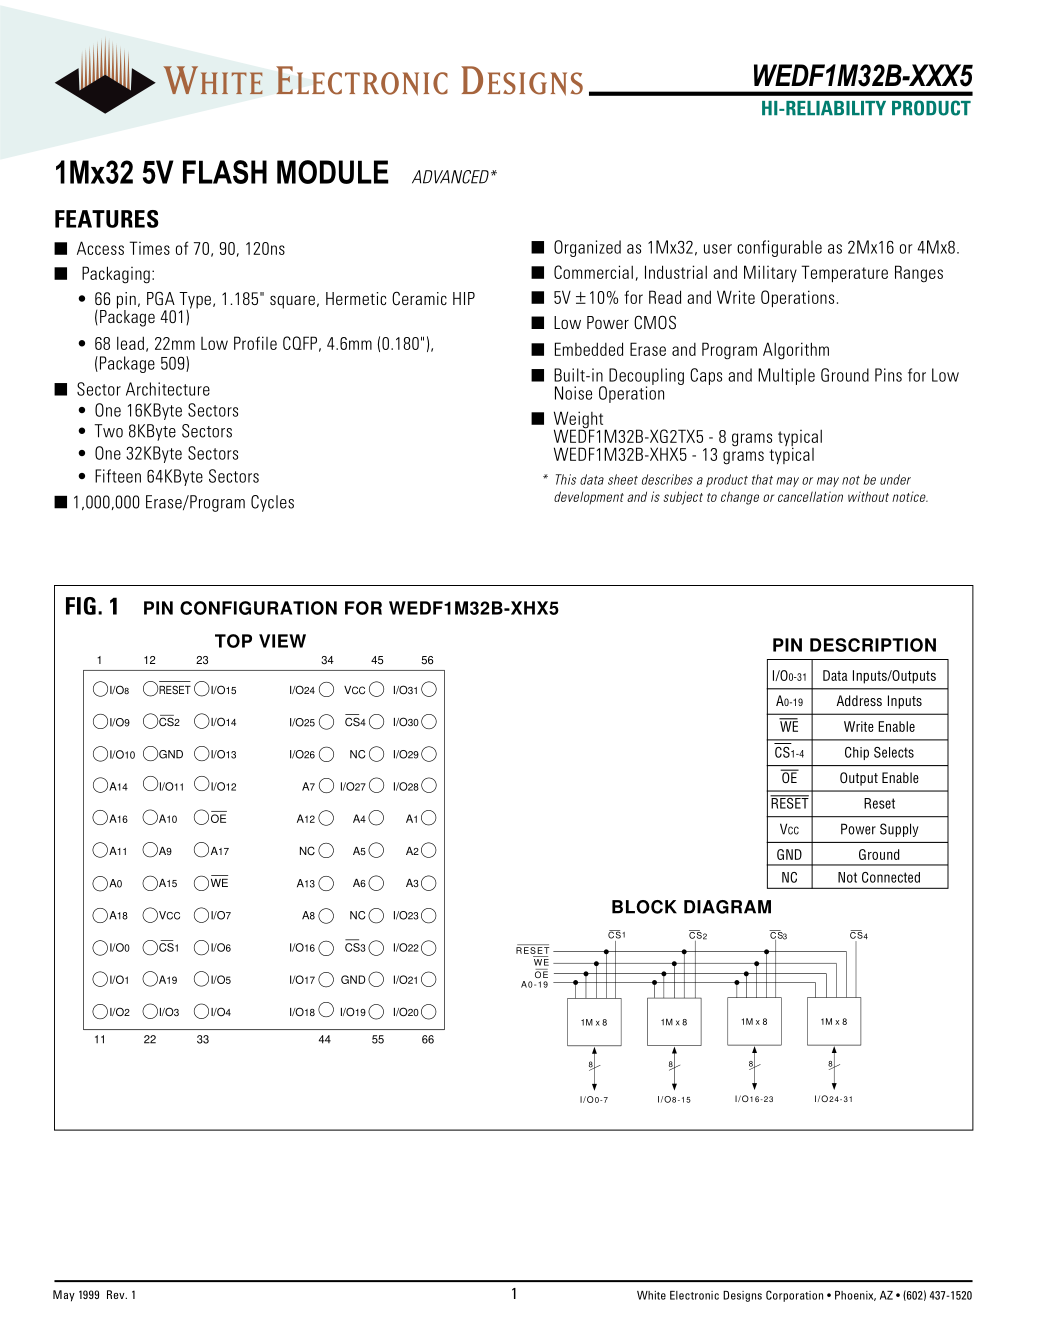 WHITE ELECTRONIC DESIGNS
WEDF1M32B-XXX5
HI-RELIABILITY PRODUCT
1Mx32 5V FLASH MODULE ADVANCED*
FEATURES
■ Access Times of 70, 90, 120ns
■ Packaging:
• 66 pin, PGA Type, 1.185" square, Hermetic Ceramic HIP
(Package 401)
• 68 lead, 22mm Low Profile CQFP, 4.6mm (0.180"),
(Package 509)
■ Sector Architecture
• One 16KByte Sectors
• Two 8KByte Sectors
• One 32KByte Sectors
• Fifteen 64KByte Sectors
■ 1,000,000 Erase/Program Cycles
■ Organized as 1Mx32, user configurable as 2Mx16 or 4Mx8.
■ Commercial, Industrial and Military Temperature Ranges
■ 5V ±10% for Read and Write Operations.
■ Low Power CMOS
■ Embedded Erase and Program Algorithm
■ Built-in Decoupling Caps and Multiple Ground Pins for Low
Noise Operation
■ Weight
WEDF1M32B-XG2TX5 - 8 grams typical
WEDF1M32B-XHX5 - 13 grams typical
* This data sheet describes a product that may or may not be under
development and is subject to change or cancellation without notice.
FIG. 1 PIN CONFIGURATION FOR WEDF1M32B-XHX5
TOP VIEW
1 12 23 34 45 56
I/O8 RESET I/O15 I/O24 VCC I/O31
I/O9 CS2 I/O14 I/O25 CS4 I/O30
I/O10 GND I/O13 I/O26 NC I/O29
A14 I/O11 I/O12 A7 I/O27 I/O28
A16 A10 OE A12 A4 A1
A11 A9 A17 NC A5 A2
A0 A15 WE A13 A6 A3
A18 VCC I/O7 A8 NC I/O23
I/O0 CS1 I/O6 I/O16 CS3 I/O22
I/O1 A19 I/O5 I/O17 GND I/O21
I/O2 I/O3 I/O4 I/O18 I/O19 I/O20
11 22 33 44 55 66
PIN DESCRIPTION
I/O0-31 Data Inputs/Outputs
A0-19 Address Inputs
WE Write Enable
CS1-4 Chip Selects
OE Output Enable
RESET Reset
VCC Power Supply
GND Ground
NC Not Connected
BLOCK DIAGRAM
CS1 CS2 CS3 CS4
RESET
WE
OE
A0-19
1M x 8 1M x 8 1M x 8 1M x 8
8 8 8 8
I/O0-7 I/O8-15 I/O16-23 I/O24-31
May 1999 Rev. 1
1
White Electronic Designs Corporation • Phoenix, AZ • (602) 437-1520